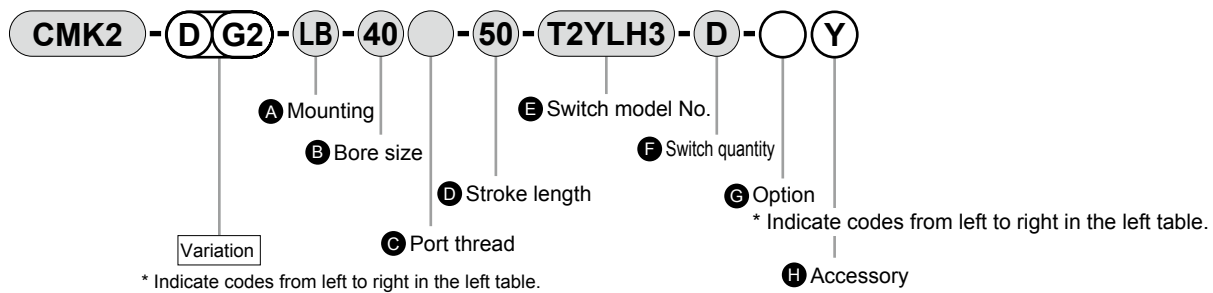 CMK2 - D G2 - LB - 40 - 50 - T2YLH3 - D - Y
A Mounting
E Switch model No.
B Bore size
F Switch quantity
D Stroke length
G Option
* Indicate codes from left to right in the left table.
Variation
C Port thread
* Indicate codes from left to right in the left table.
H Accessory